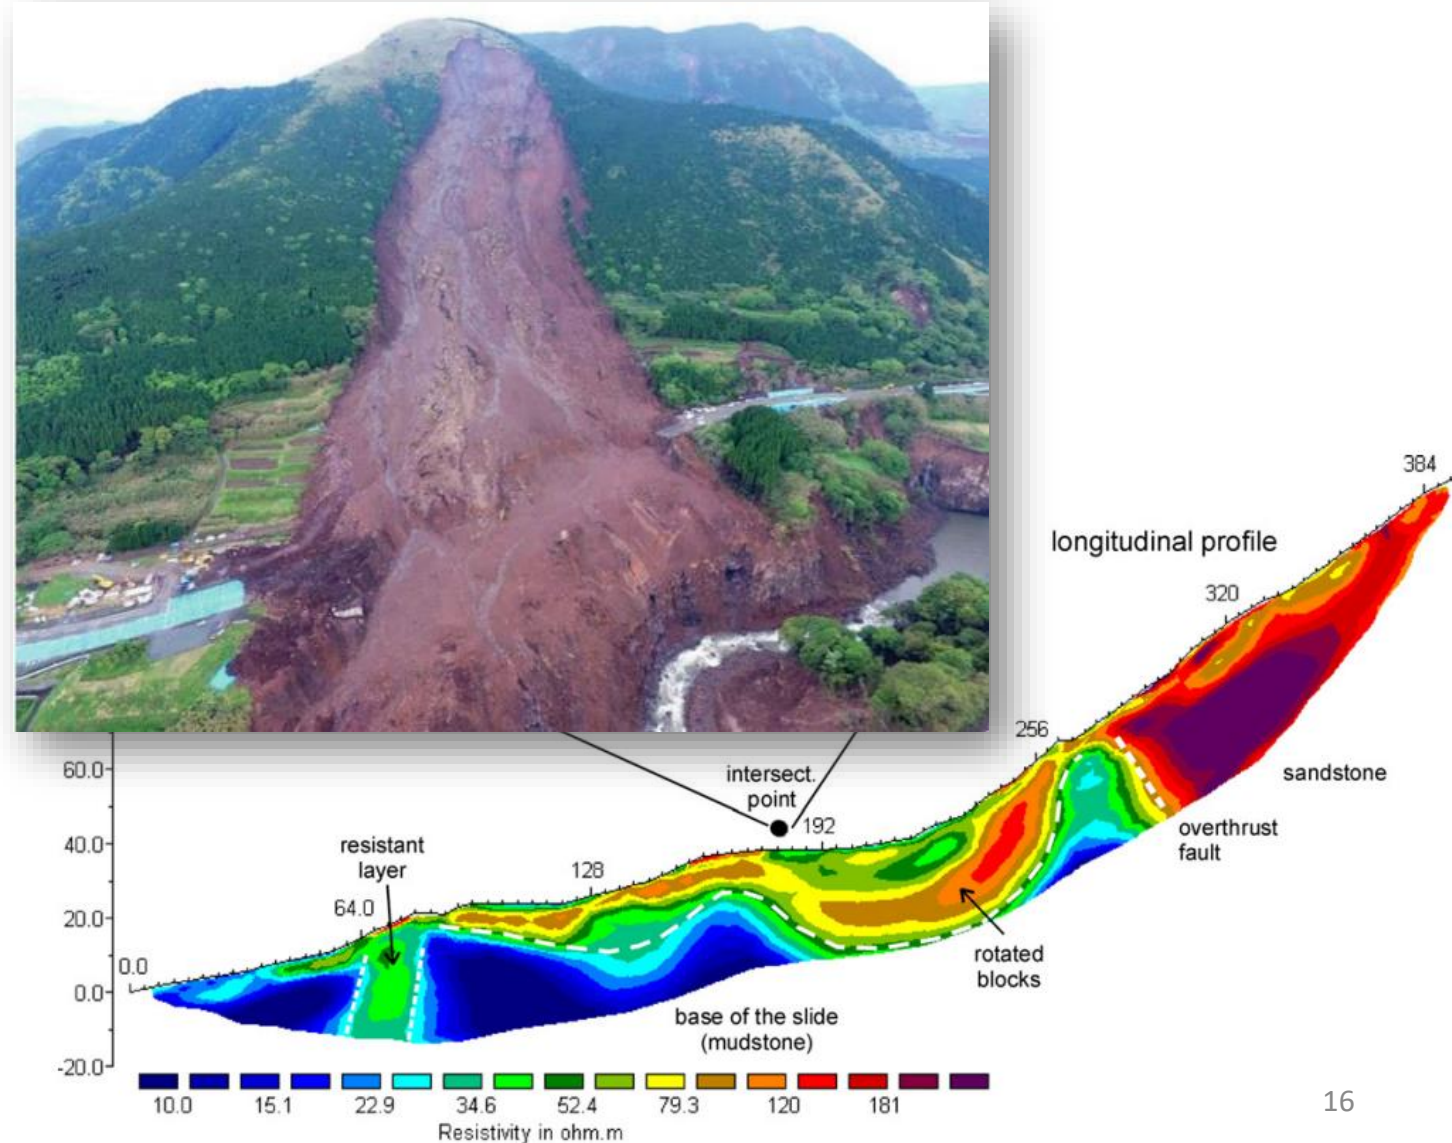 384
longitudinal profile
320
256
60.0
intersect.
point
192
sandstone
overthrust
fault
40.0
resistant
layer
128
64.0
20.0
rotated
blocks
0.0
0.0
base of the slide
(mudstone)
-20.0
10.0 15.1 22.9 34.6 52.4 79.3 120 181
Resistivity in ohm.m
16